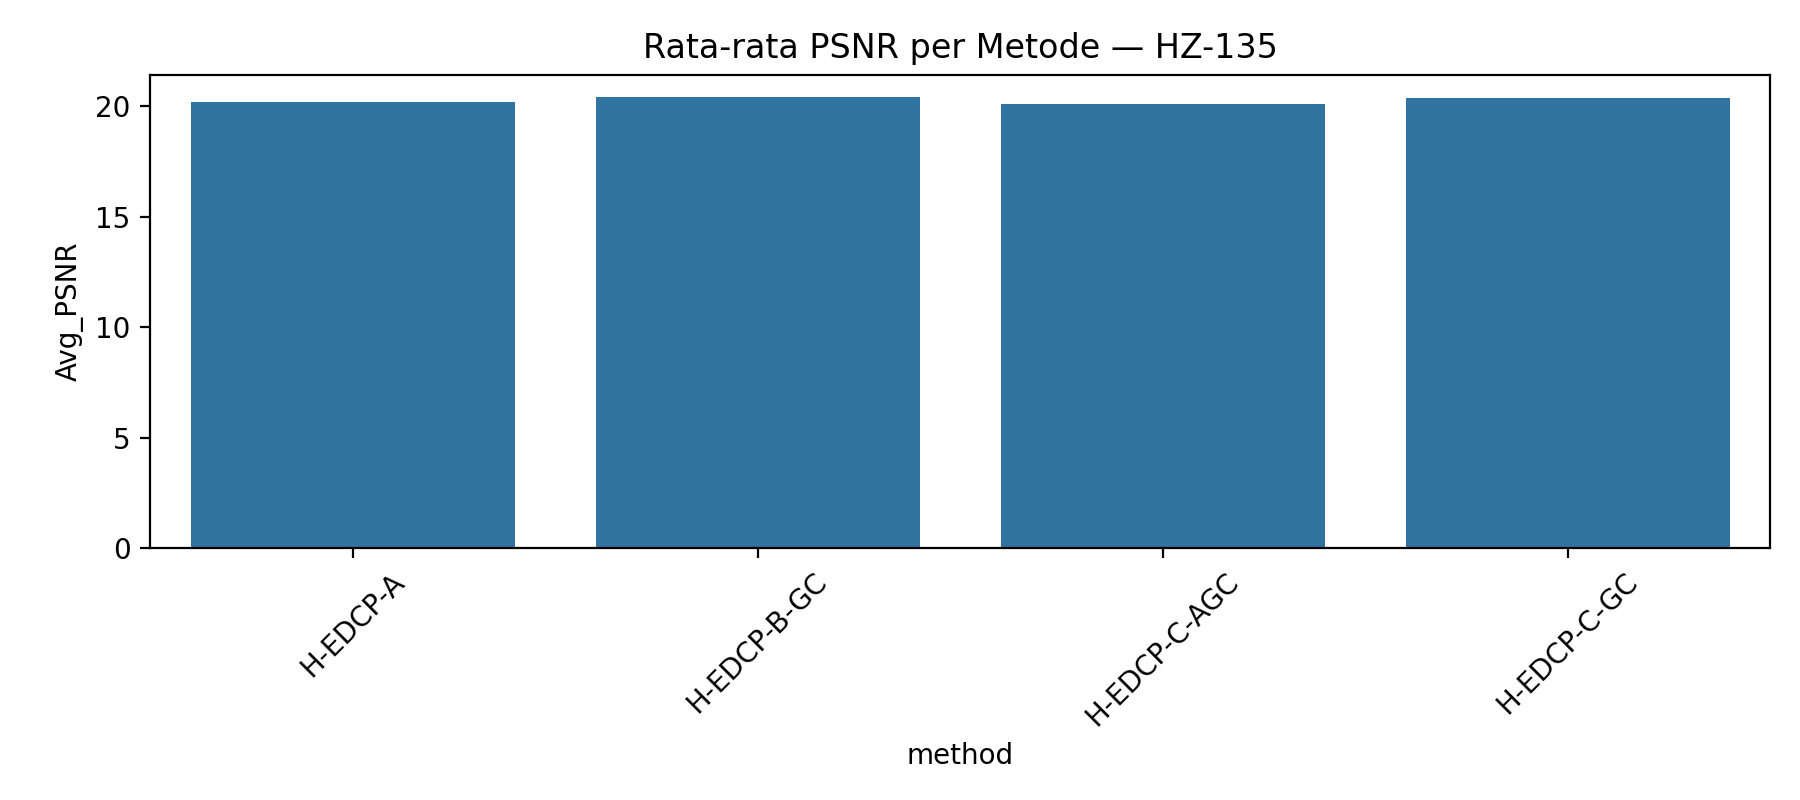 Rata-rata PSNR per Metode — HZ-135
Avg_PSNR
20
15
10
5
0
H-EDCP-A
H-EDCP-B-GC
H-EDCP-C-AGC
H-EDCP-C-GC
method